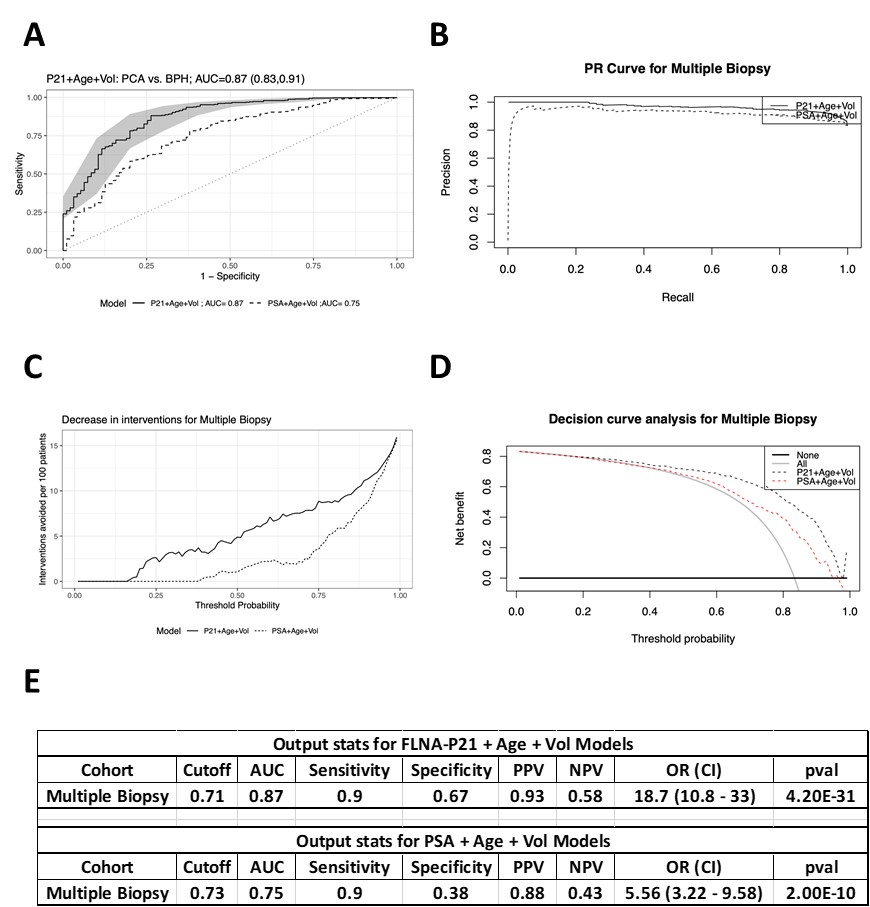 A
P21+Age+Vol: PCA vs. BPH; AUC=0.87 (0.83,0.91)
1.00
0.75
0.50
0.25
0.00
Sensitivity
0.00 0.25 0.50 0.75 1.00
1 − Specificity
Model P21+Age+Vol ; AUC= 0.87 PSA+Age+Vol ;AUC= 0.75
B
PR Curve for Multiple Biopsy
P21+Age+Vol
PSA+Age+Vol
1.0
0.8
0.6
0.4
0.2
0.0
Precision
0.0 0.2 0.4 0.6 0.8 1.0
Recall
C
Decrease in interventions for Multiple Biopsy
15
10
5
0
Interventions avoided per 100 patients
0.00 0.25 0.50 0.75 1.00
Threshold Probability
Model P21+Age+Vol PSA+Age+Vol
D
Decision curve analysis for Multiple Biopsy
None
All
P21+Age+Vol
PSA+Age+Vol
0.8
0.6
0.4
0.2
0.0
Net benefit
0.0 0.2 0.4 0.6 0.8 1.0
Threshold probability
E
Output stats for FLNA-P21 + Age + Vol Models
Cohort Cutoff AUC Sensitivity Specificity PPV NPV OR (CI) pval
Multiple Biopsy 0.71 0.87 0.9 0.67 0.93 0.58 18.7 (10.8 - 33) 4.20E-31
Output stats for PSA + Age + Vol Models
Cohort Cutoff AUC Sensitivity Specificity PPV NPV OR (CI) pval
Multiple Biopsy 0.73 0.75 0.9 0.38 0.88 0.43 5.56 (3.22 - 9.58) 2.00E-10